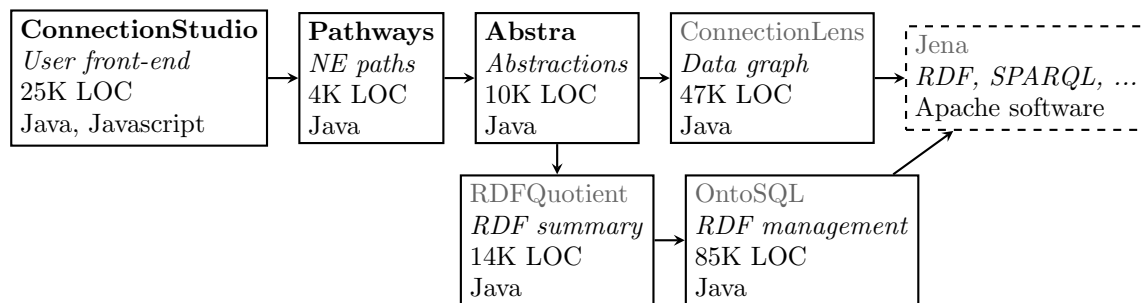 ConnectionStudio
User front-end
25K LOC
Java, Javascript
Pathways
NE paths
4K LOC
Java
Abstra
Abstractions
10K LOC
Java
ConnectionLens
Data graph
47K LOC
Java
Jena
RDF, SPARQL, ...
Apache software
RDFQuotient
RDF summary
14K LOC
Java
OntoSQL
RDF management
85K LOC
Java